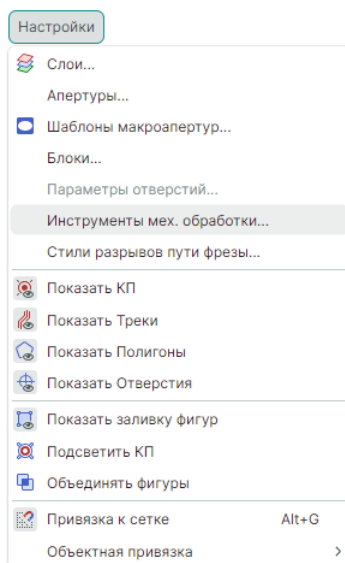 Настройки
Слои...
Апертуры...
Шаблоны макроапертур...
Блоки...
Параметры отверстий...
Инструменты мех. обработки...
Стили разрывов пути фрезы...
Показать КП
Показать Треки
Показать Полигоны
Показать Отверстия
Показать заливку фигур
Подсветить КП
Объединять фигуры
Привязка к сетке Alt+G
Объектная привязка